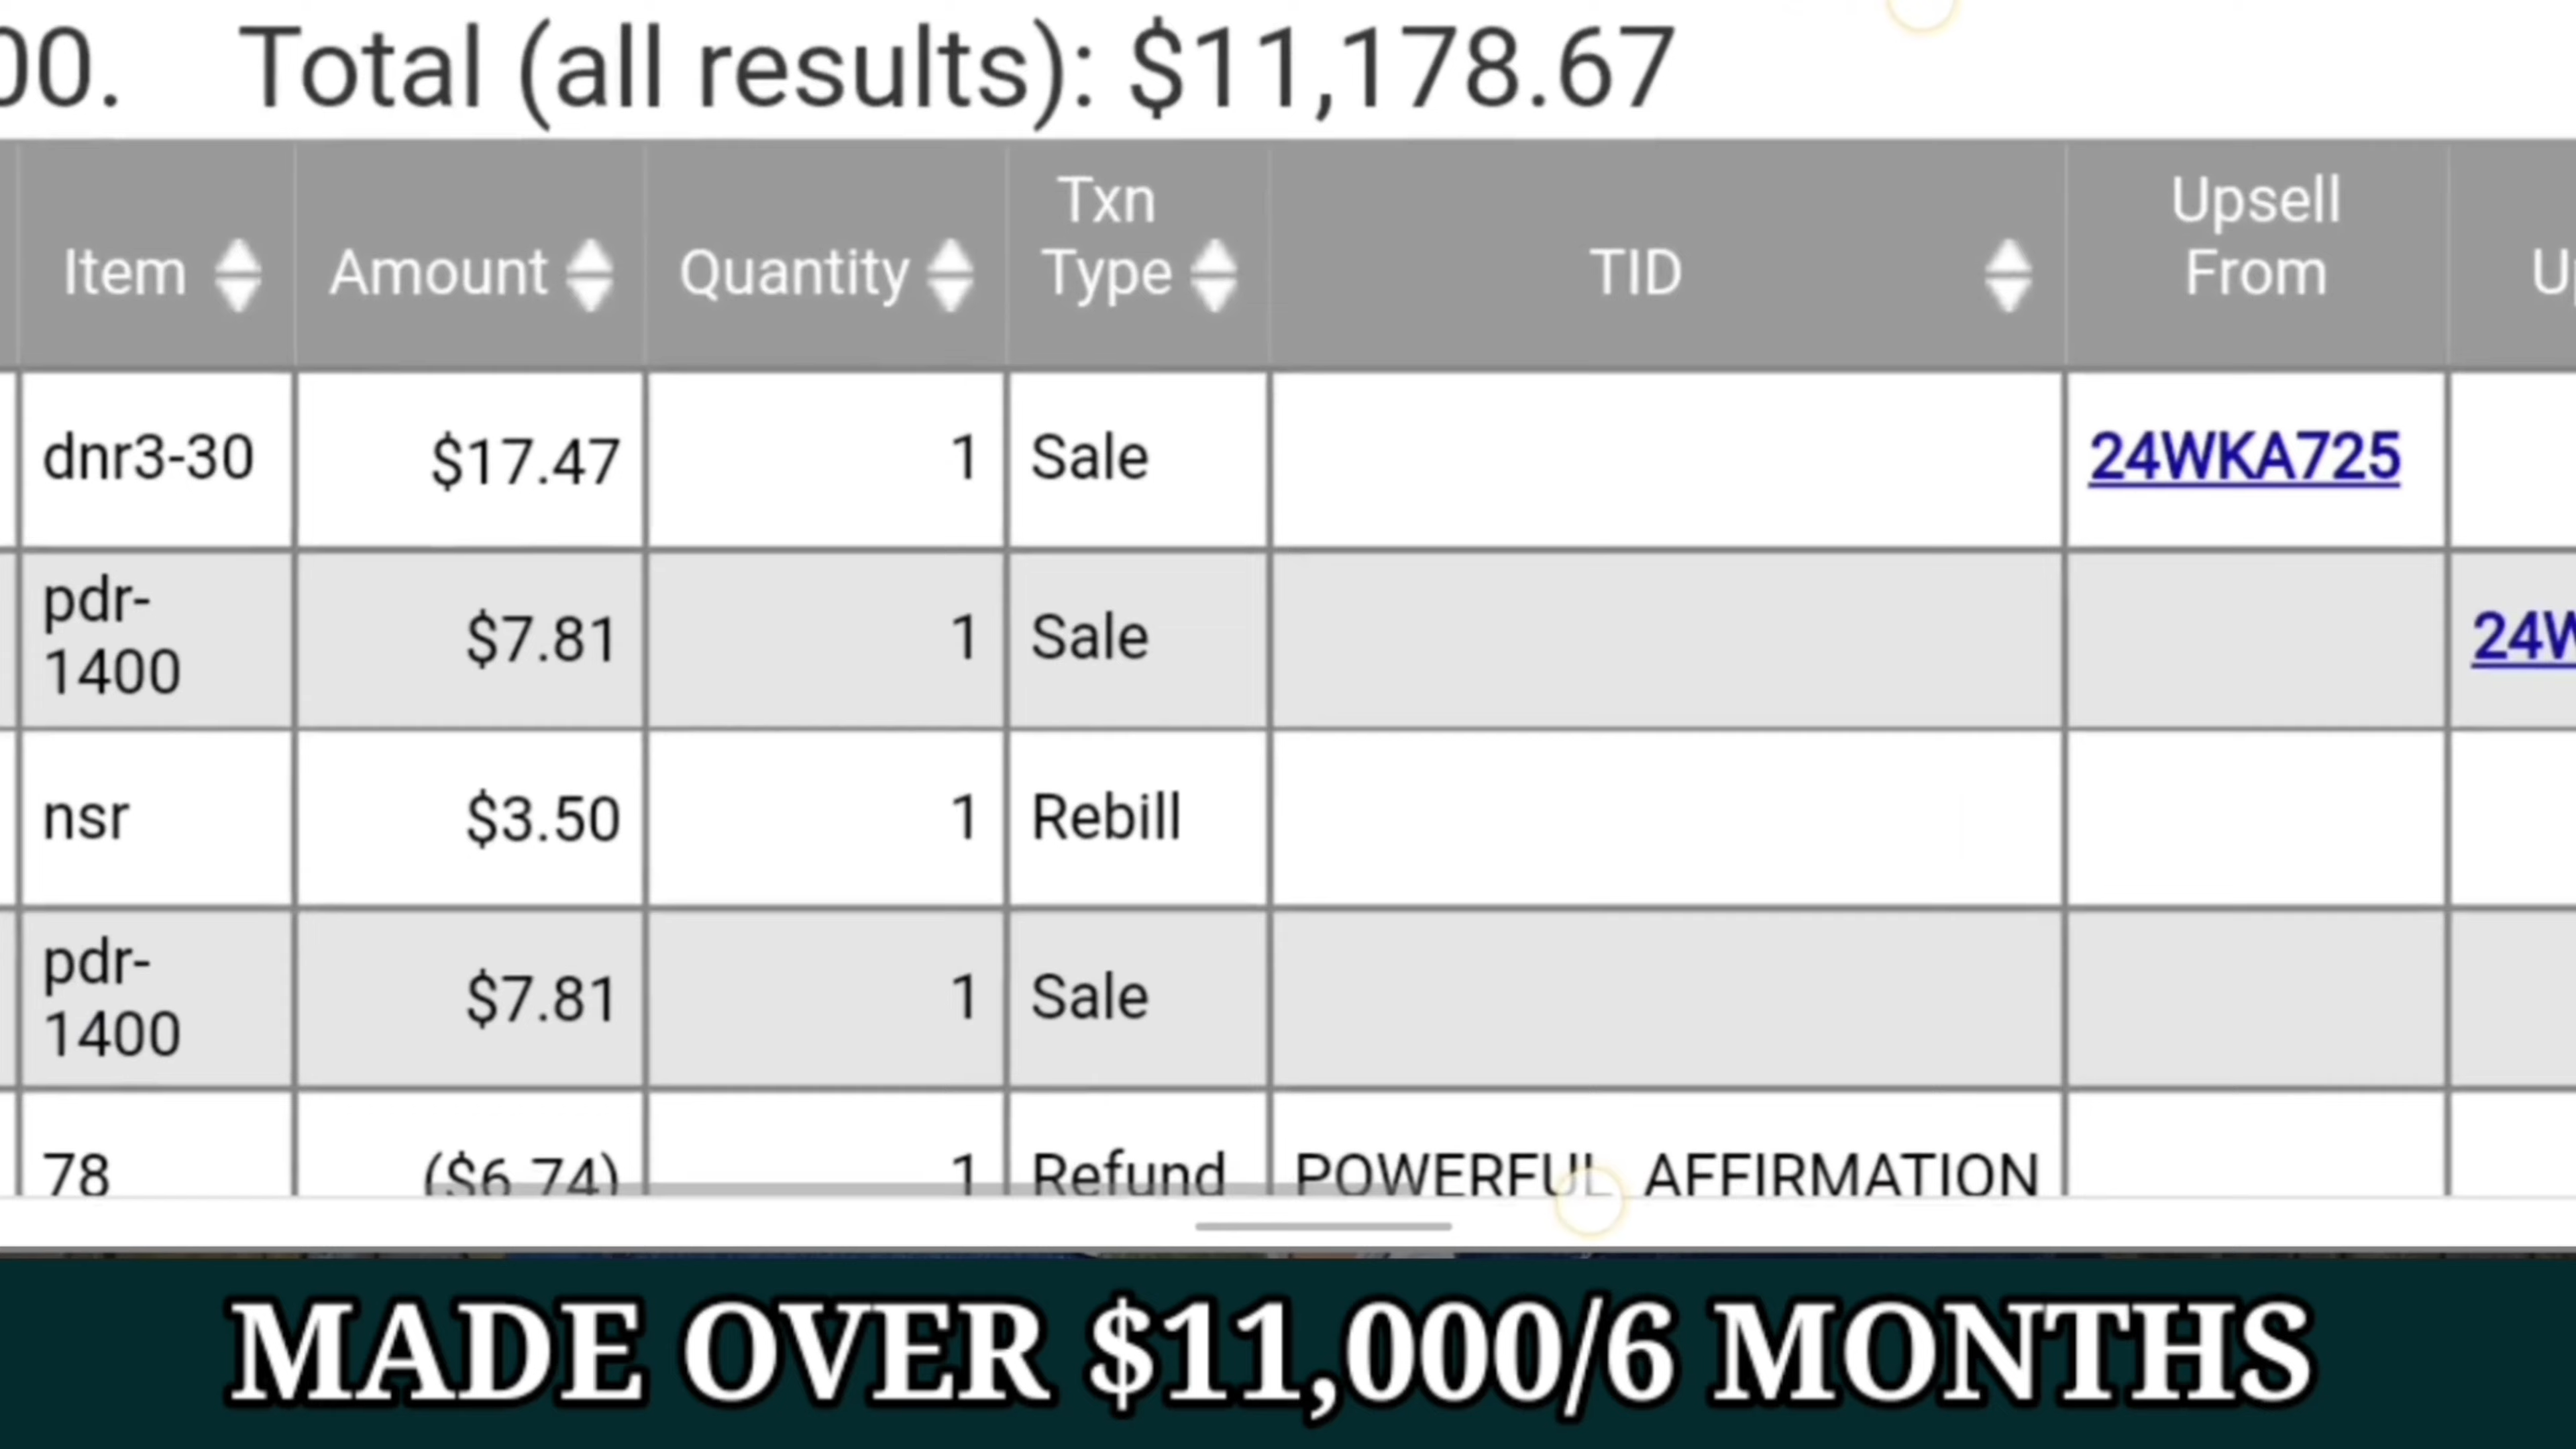 00. Total (all results): $11,178.67
Item Amount Quantity Txn Type TID Upsell From
dnr3-30 $17.47 1 Sale 24WKA725
pdr-1400 $7.81 1 Sale 24W
nsr $3.50 1 Rebill
pdr-1400 $7.81 1 Sale
78 ($6.74) 1 Refund POWERFUL AFFIRMATION
MADE OVER $11,000/6 MONTHS